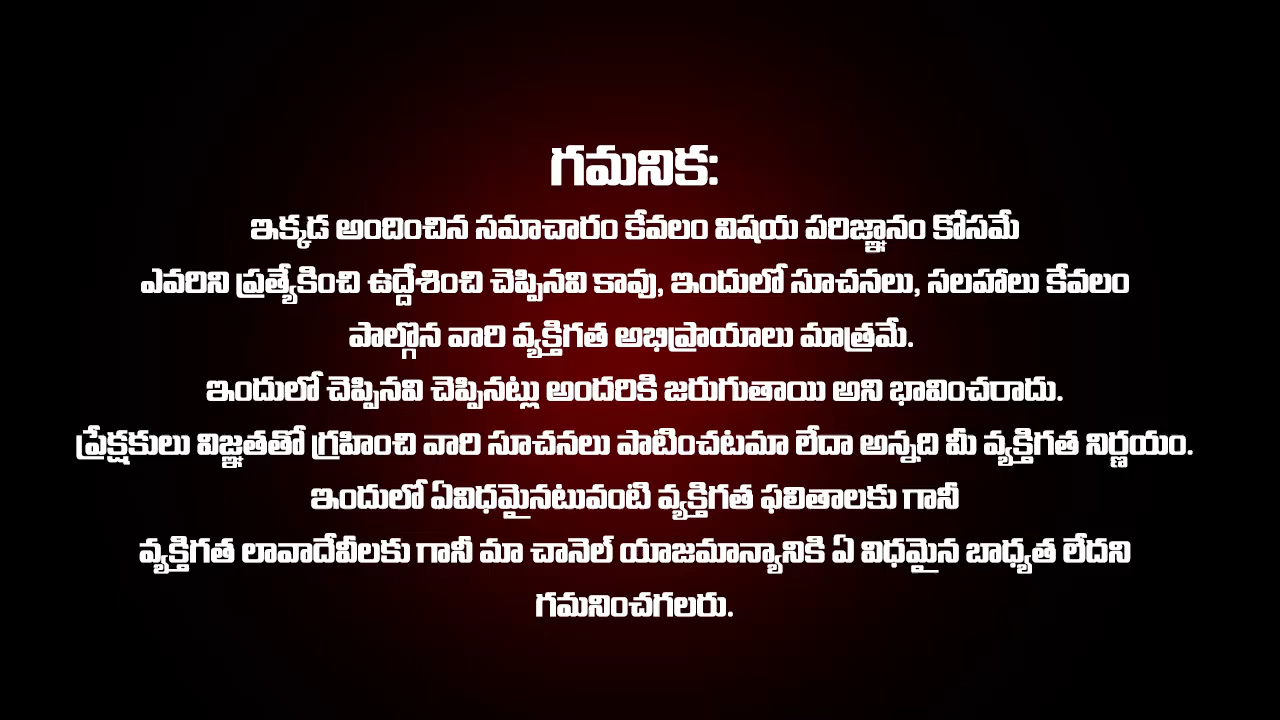 గమనిక:
ఇక్కడ అందించిన సమాచారం కేవలం విషయ పరిజ్ఞానం కోసమే
ఎవరిని ప్రత్యేకించి ఉద్దేశించి చెప్పినవి కావు, ఇందులో సూచనలు, సలహాలు కేవలం
పాల్గొన వారి వ్యక్తిగత అభిప్రాయాలు మాత్రమే.
ఇందులో చెప్పినవి చెప్పినట్లు అందరికి జరుగుతాయి అని భావించరాదు.
ప్రేక్షకులు విజ్ఞతతో గ్రహించి వారి సూచనలు పాటించటమా లేదా అన్నది మీ వ్యక్తిగత నిర్ణయం.
ఇందులో ఏవిధమైనటువంటి వ్యక్తిగత ఫలితాలకు గానీ
వ్యక్తిగత లావాదేవీలకు గానీ మా చానెల్ యాజమాన్యానికి ఏ విధమైన బాధ్యత లేదని
గమనించగలరు.